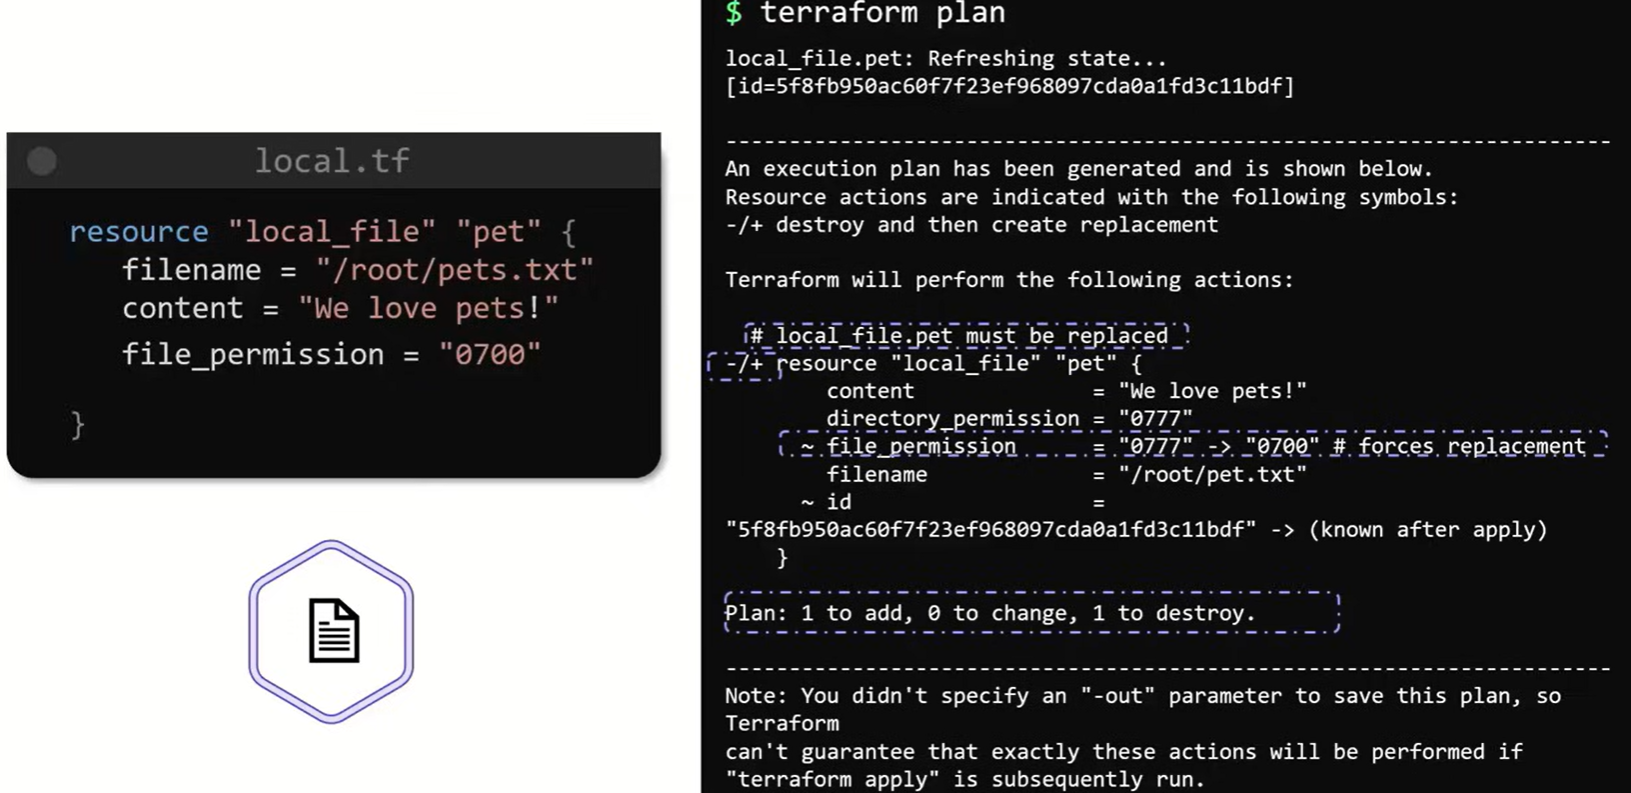 local.tf
resource "local_file" "pet" {
filename = "/root/pets.txt"
content = "We love pets!"
file_permission = "0700"
}
$ terraform plan
local_file.pet: Refreshing state...
[id=5f8fb950ac60f7f23ef968097cda0a1fd3c11bdf]
-----------------------------------------------------------------------
An execution plan has been generated and is shown below.
Resource actions are indicated with the following symbols:
-/+ destroy and then create replacement
Terraform will perform the following actions:
# local_file.pet must be replaced
-/+ resource "local_file" "pet" {
content = "We love pets!"
directory_permission = "0777"
~ file_permission = "0777" -> "0700" # forces replacement
filename = "/root/pet.txt"
~ id =
"5f8fb950ac60f7f23ef968097cda0a1fd3c11bdf" -> (known after apply)
}
Plan: 1 to add, 0 to change, 1 to destroy.
-----------------------------------------------------------------------
Note: You didn't specify an "-out" parameter to save this plan, so
Terraform
can't guarantee that exactly these actions will be performed if
"terraform apply" is subsequently run.